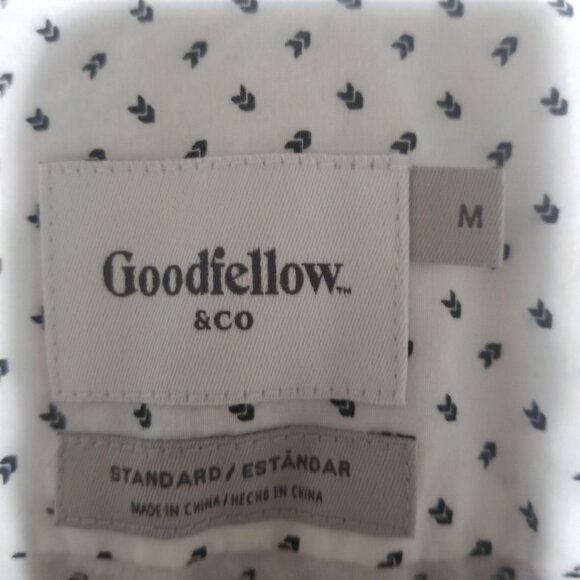 Goodfellow™
& CO
M
STANDARD / ESTÁNDAR
MADE IN CHINA / HECHO EN CHINA